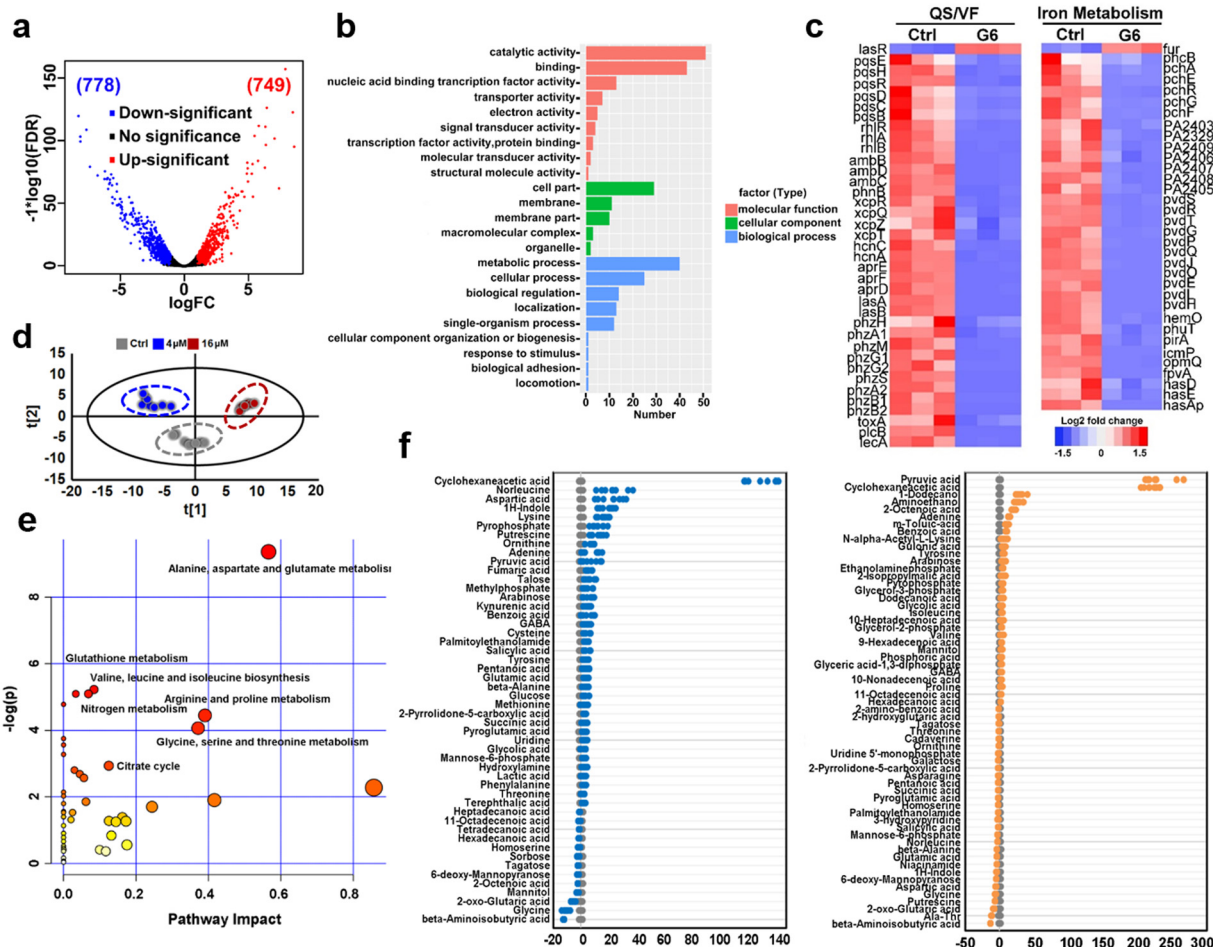 a
(778)
(749)
Down-significant
No significance
Up-significant
-1*log10(FDR)
150
100
50
0
-5
0
5
logFC
b
catalytic activity
binding
nucleic acid binding trancription factor activity
transporter activity
electron activity
signal transducer activity
transcription factor activity,protein binding
molecular transducer activity
structural molecule activity
cell part
membrane
membrane part
macromolecular complex
organelle
metabolic process
cellular process
biological regulation
localization
single-organism process
cellular component organization or biogenesis
response to stimulus
biological adhesion
locomotion
0 10 20 30 40 50
Number
factor (Type)
molecular function
cellular component
biological process
c
QS/VF
Ctrl G6
lasR
pqsE
pqsH
pqsR
pqsD
pqsC
pqsB
rhlR
rhlA
rhlB
ambB
ambD
ambC
phnB
xcpR
xcpQ
xcpZ
xcpT
hcnC
hcnA
aprE
aprF
aprD
lasA
lasB
phzH
phzA1
phzM
phzG1
phzG2
phzS
phzA2
phzB1
phzB2
toxA
plcB
lecA
Iron Metabolism
Ctrl G6
fur
phcB
pchA
pchE
pchR
pchG
pchF
PA2403
PA2329
PA2409
PA2406
PA2407
PA2408
PA2405
pvdS
pvdR
pvdT
pvdG
pvdP
pvdJ
pvdQ
pvdO
pvdE
pvdL
pvdH
hemO
phuT
pirA
icmP
opmQ
fpvA
hasD
hasE
hasAp
Log2 fold change
-1.5 0 1.5
d
Ctrl 4μM 16μM
t[2]
15
10
5
0
-5
-10
-15
-20 -15 -10 -5 0 5 10 15 20
t[1]
e
-log(p)
8
6
4
2
0
Alanine, aspartate and glutamate metabolism
Glutathione metabolism
Valine, leucine and isoleucine biosynthesis
Nitrogen metabolism
Arginine and proline metabolism
Glycine, serine and threonine metabolism
Citrate cycle
0.0 0.2 0.4 0.6 0.8
Pathway Impact
f
Cyclohexaneacetic acid
Norleucine
Aspartic acid
1H-Indole
Lysine
Pyrophosphate
Putrescine
Ornithine
Adenine
Pyruvic acid
Fumaric acid
Talose
Methylphosphate
Arabinose
Kynurenic acid
Benzoic acid
GABA
Cysteine
Palmitoylethanolamide
Salicylic acid
Tyrosine
Pentanoic acid
Glutamic acid
beta-Alanine
Glucose
Methionine
2-Pyrrolidone-5-carboxylic acid
Succinic acid
Pyroglutamic acid
Uridine
Glycolic acid
Mannose-6-phosphate
Hydroxylamine
Lactic acid
Phenylalanine
Threonine
Terephthalic acid
Heptadecanoic acid
11-Octadecenoic acid
Tetradecanoic acid
Hexadecanoic acid
Homoserine
Sorbose
Tagatose
6-deoxy-Mannopyranose
2-Octenoic acid
Mannitol
2-oxo-Glutaric acid
Glycine
beta-Aminoisobutyric acid
-20 0 20 40 60 80 100 120 140
Pyruvic acid
Cyclohexaneacetic acid
1-Dodecanol
Aminoethanol
2-Octenoic acid
Adenine
m-Toluic-acid
Benzoic acid
N-alpha-Acetyl-L-Lysine
Gulonic acid
Tyrosine
Arabinose
Ethanolaminephosphate
2-Isopropylmalic acid
Pytophosphate
Glycerol-3-phosphate
Dodecanoic acid
Glycolic acid
Isoleucine
10-Heptadecenoic acid
Glycerol-2-phosphate
Valine
9-Hexadecenoic acid
Mannitol
Phosphoric acid
Glyceric acid-1,3-diphosphate
GABA
10-Nonadecenoic acid
Proline
11-Octadecenoic acid
Hexadecanoic acid
2-amino-benzoic acid
2-hydroxyglutaric acid
Tagatose
Threonine
Cadaverine
Ornithine
Uridine 5'-monophosphate
Galactose
2-Pyrrolidone-5-carboxylic acid
Asparagine
Pentanoic acid
Succinic acid
Pyroglutamic acid
Homoserine
Palmitoylethanolamide
3-hydroxypyridine
Salicylic acid
Mannose-6-phosphate
Norleucine
beta-Alanine
Glutamic acid
Niacinamide
1H-Indole
6-deoxy-Mannopyranose
Aspartic acid
Glycine
Putrescine
2-oxo-Glutaric acid
Ala-Thr
beta-Aminoisobutyric acid
-50 0 50 100 150 200 250 300